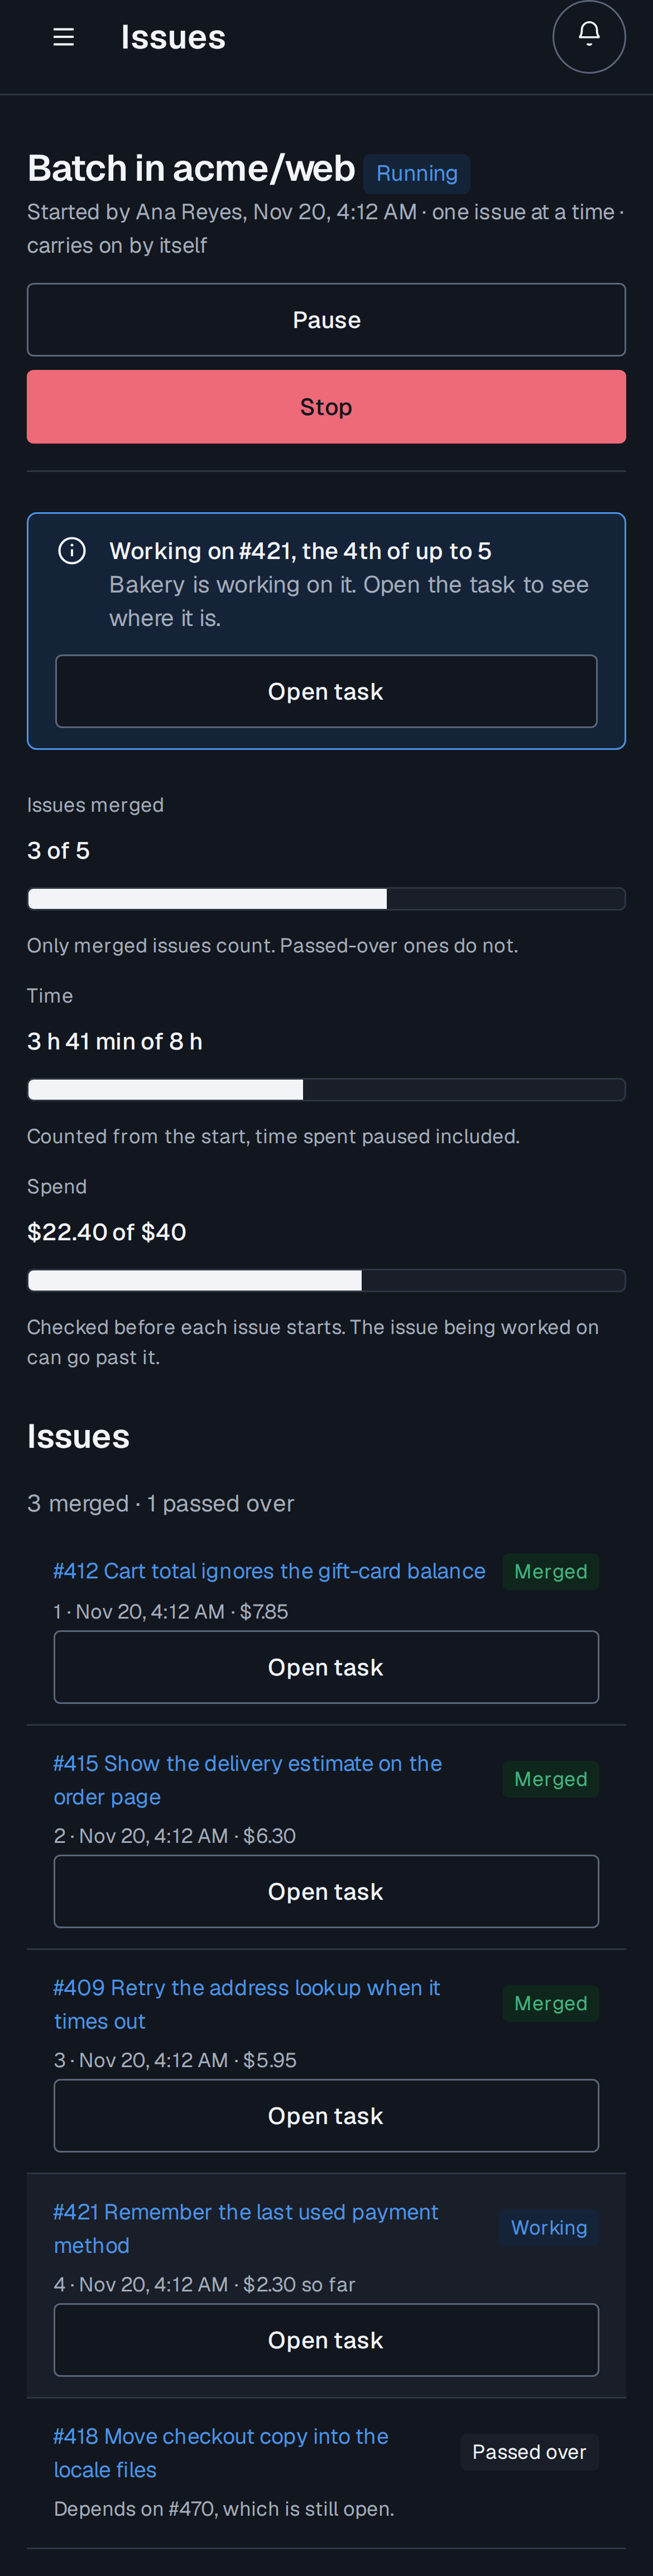 Issues
Batch in acme/web Running
Started by Ana Reyes, Nov 20, 4:12 AM · one issue at a time ·
carries on by itself
Pause
Stop
Working on #421, the 4th of up to 5
Bakery is working on it. Open the task to see
where it is.
Open task
Issues merged
3 of 5
Only merged issues count. Passed-over ones do not.
Time
3 h 41 min of 8 h
Counted from the start, time spent paused included.
Spend
$22.40 of $40
Checked before each issue starts. The issue being worked on
can go past it.
Issues
3 merged · 1 passed over
#412 Cart total ignores the gift-card balance Merged
1 · Nov 20, 4:12 AM · $7.85
Open task
#415 Show the delivery estimate on the
order page
Merged
2 · Nov 20, 4:12 AM · $6.30
Open task
#409 Retry the address lookup when it
times out
Merged
3 · Nov 20, 4:12 AM · $5.95
Open task
#421 Remember the last used payment
method
Working
4 · Nov 20, 4:12 AM · $2.30 so far
Open task
#418 Move checkout copy into the
locale files
Passed over
Depends on #470, which is still open.